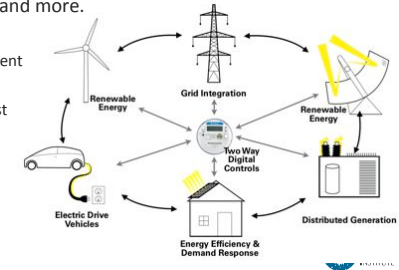 and more.
ent
st
Renewable
Energy
Grid Integration
Renewable
Energy
Two Way
Digital
Controls
Electric Drive
Vehicles
Energy Efficiency &
Demand Response
Distributed Generation